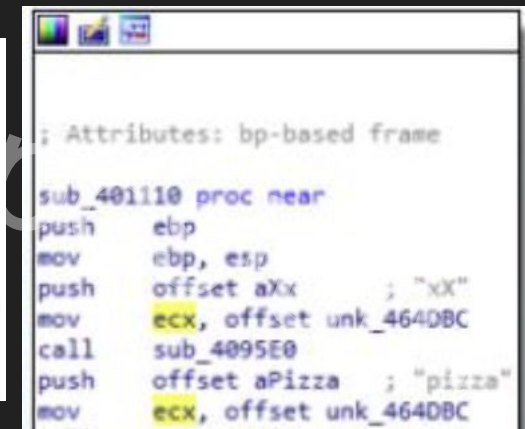 ; Attributes: bp-based frame
sub_401110 proc near
push ebp
mov ebp, esp
push offset aXx ; "xX"
mov ecx, offset unk_464DBC
call sub_4095E0
push offset aPizza ; "pizza"
mov ecx, offset unk_464DBC